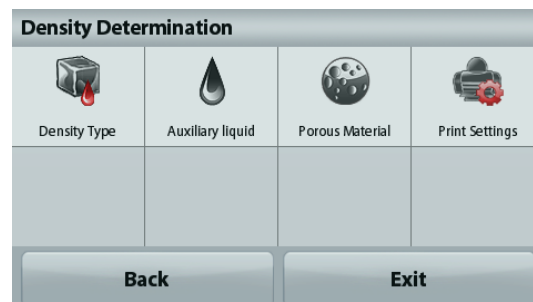 Density Determination
Density Type
Auxiliary liquid
Porous Material
Print Settings
Back
Exit